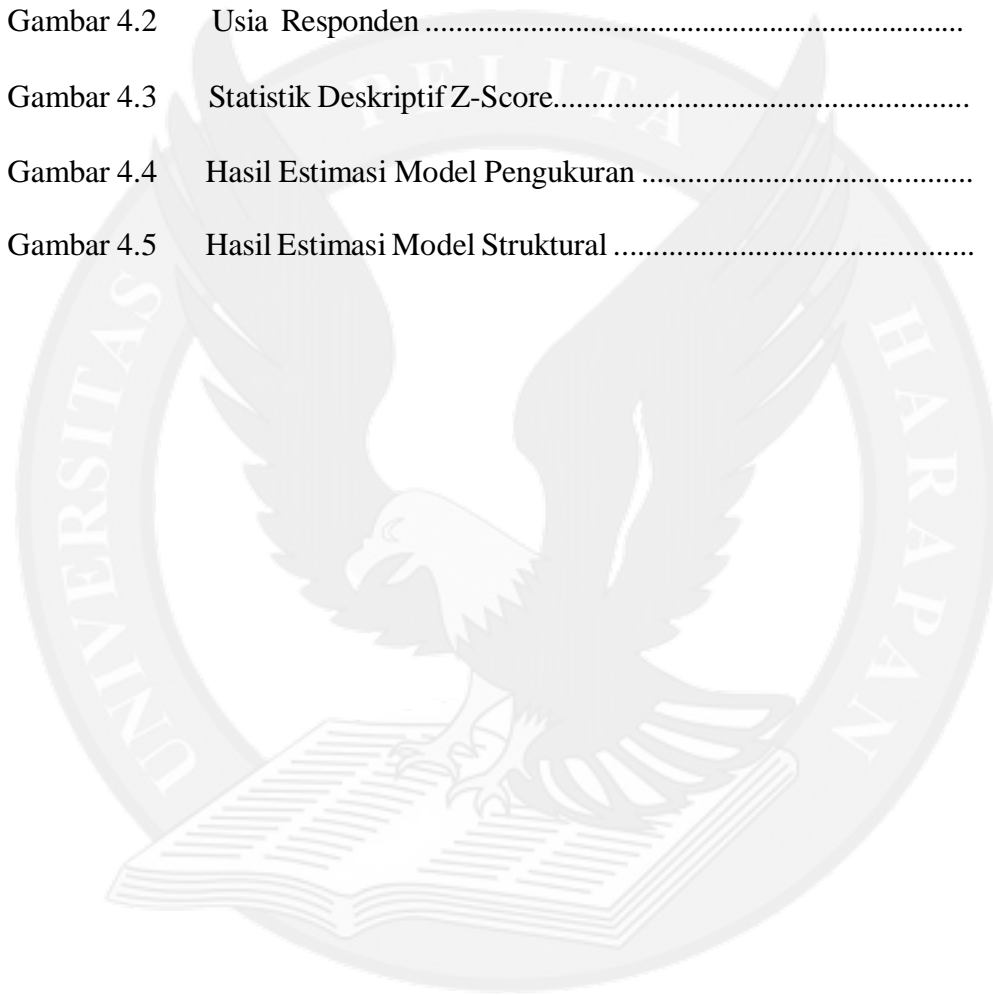 Gambar 4.2 Usia Responden ....................................................................
Gambar 4.3 Statistik Deskriptif Z-Score.....................................................
Gambar 4.4 Hasil Estimasi Model Pengukuran ..........................................
Gambar 4.5 Hasil Estimasi Model Struktural ..............................................
UNIVERSITAS PELITA HARAPAN